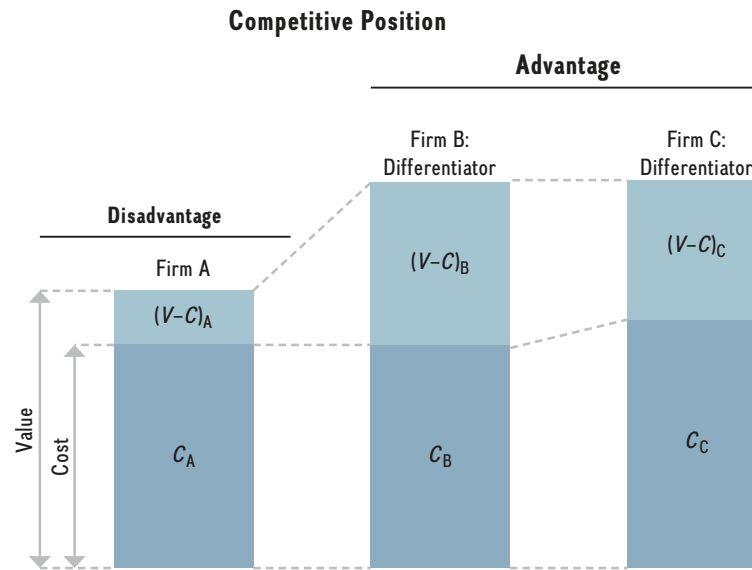 Competitive Position
Advantage
Firm B:
Differentiator
Firm C:
Differentiator
Disadvantage
Firm A
(V–C)A
(V–C)B
(V–C)C
Value
Cost
CA
CB
CC